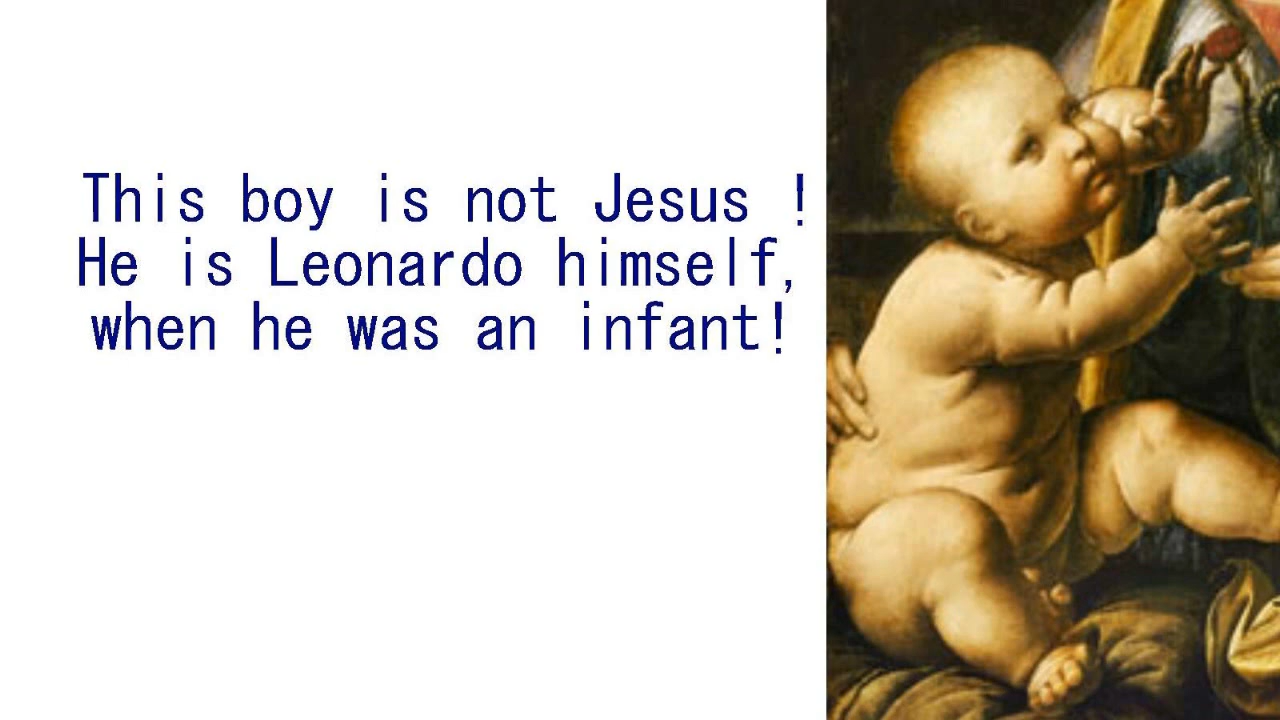 This boy is not Jesus !
He is Leonardo himself,
when he was an infant!